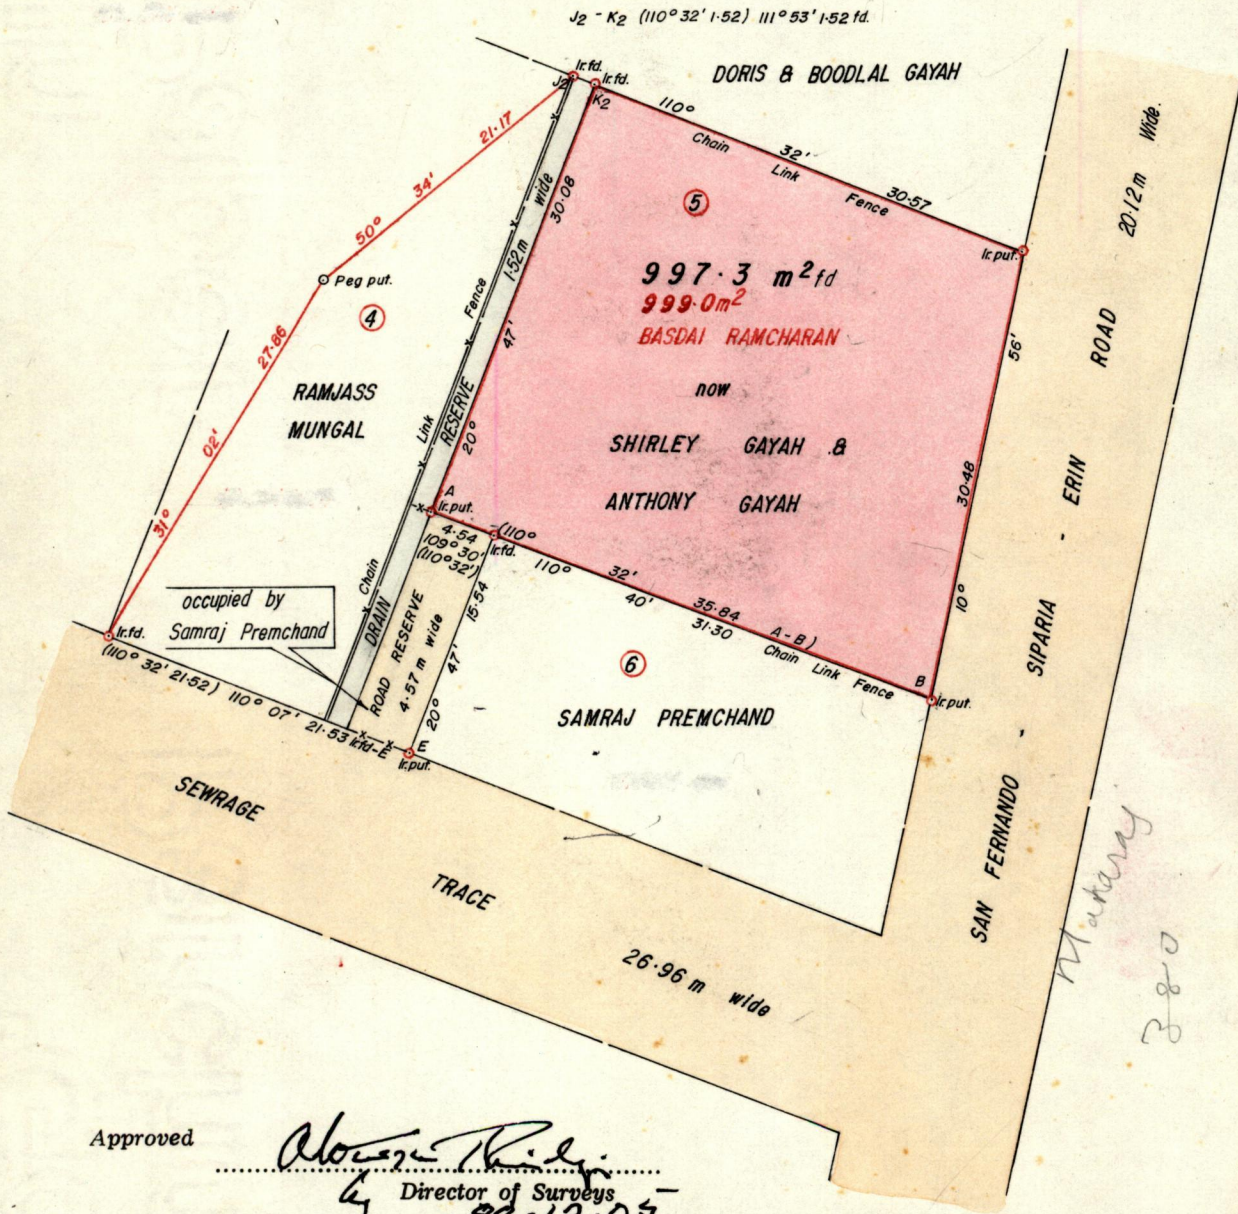 J2 - K2 (110° 32' 1·52) 111° 53' 1·52 fd.
Ir.fd.
J2
Ir.fd.
K2
DORIS & BOODLAL GAYAH
110° 32' 30·57
Chain Link Fence
Ir.put.
20·12 m Wide.
50° 34' 21·17
Peg put.
4
RAMJASS
MUNGAL
31° 02' 27·86
Chain Link Fence
DRAIN RESERVE 1·52 m wide
20° 47' 30·08
5
997·3 m² fd
999·0m²
BASDAI RAMCHARAN
now
SHIRLEY GAYAH &
ANTHONY GAYAH
10° 30·48 56'
SAN FERNANDO - SIPARIA - ERIN ROAD
A
Ir.put.
4·54
109° 30'
(110° 32')
Ir.fd.
(110° 32' 35·84 A-B)
110° 40' 31·30
Chain Link Fence
B
Ir.put.
occupied by
Samraj Premchand
ROAD RESERVE
4·57 m wide
20° 47' 15·54
6
SAMRAJ PREMCHAND
Ir.fd.
(110° 32' 21·52) 110° 07' 21·53 Ir.fd-E
E
Ir.put.
SEWRAGE TRACE
26·96 m wide
380
Approved
by Director of Surveys